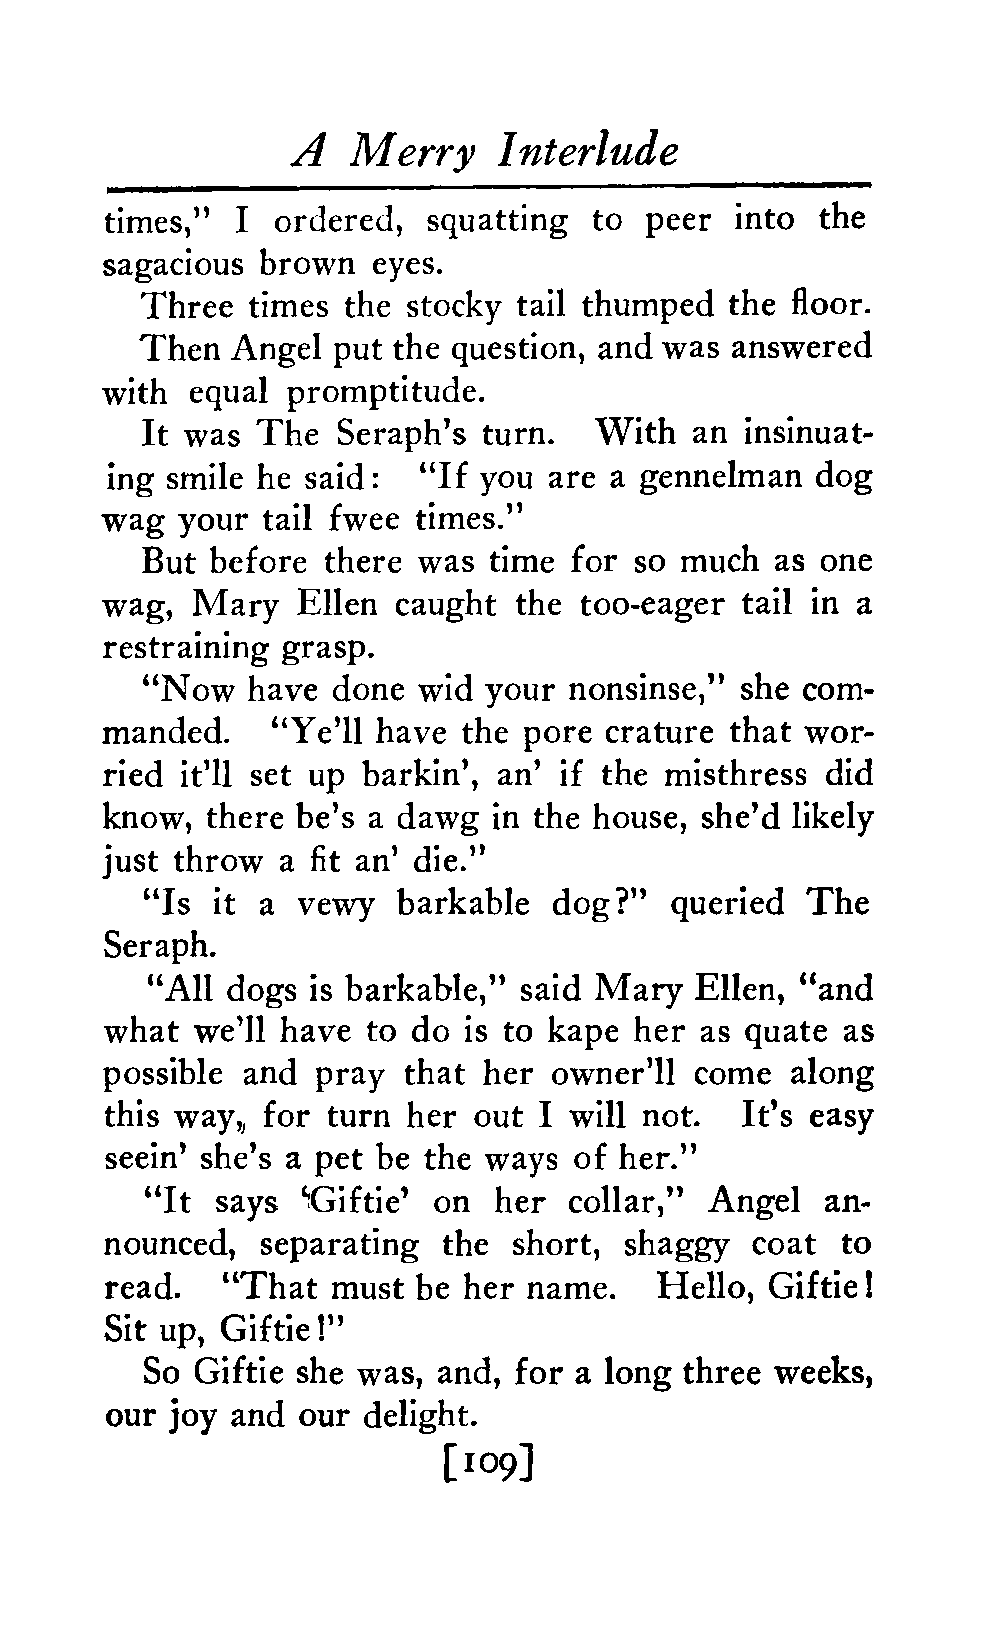 A Merry Interlude
times," I ordered, squatting to peer into the
sagacious brown eyes.
Three times the stocky tail thumped the floor.
Then Angel put the question, and was answered
with equal promptitude.
It was The Seraph's turn. With an insinuat-
ing smile he said: "If you are a gennelman dog
wag your tail fwee times."
But before there was time for so much as one
wag, Mary Ellen caught the too-eager tail in a
restraining grasp.
"Now have done wid your nonsinse," she com-
manded. "Ye'll have the pore crature that wor-
ried it'll set up barkin', an' if the misthress did
know, there be's a dawg in the house, she'd likely
just throw a fit an' die."
"Is it a vewy barkable dog?" queried The
Seraph.
"All dogs is barkable," said Mary Ellen, "and
what we'll have to do is to kape her as quate as
possible and pray that her owner'll come along
this way, for turn her out I will not. It's easy
seein' she's a pet be the ways of her."
"It says 'Giftie' on her collar," Angel an-
nounced, separating the short, shaggy coat to
read. "That must be her name. Hello, Giftie!
Sit up, Giftie!"
So Giftie she was, and, for a long three weeks,
our joy and our delight.
[109]